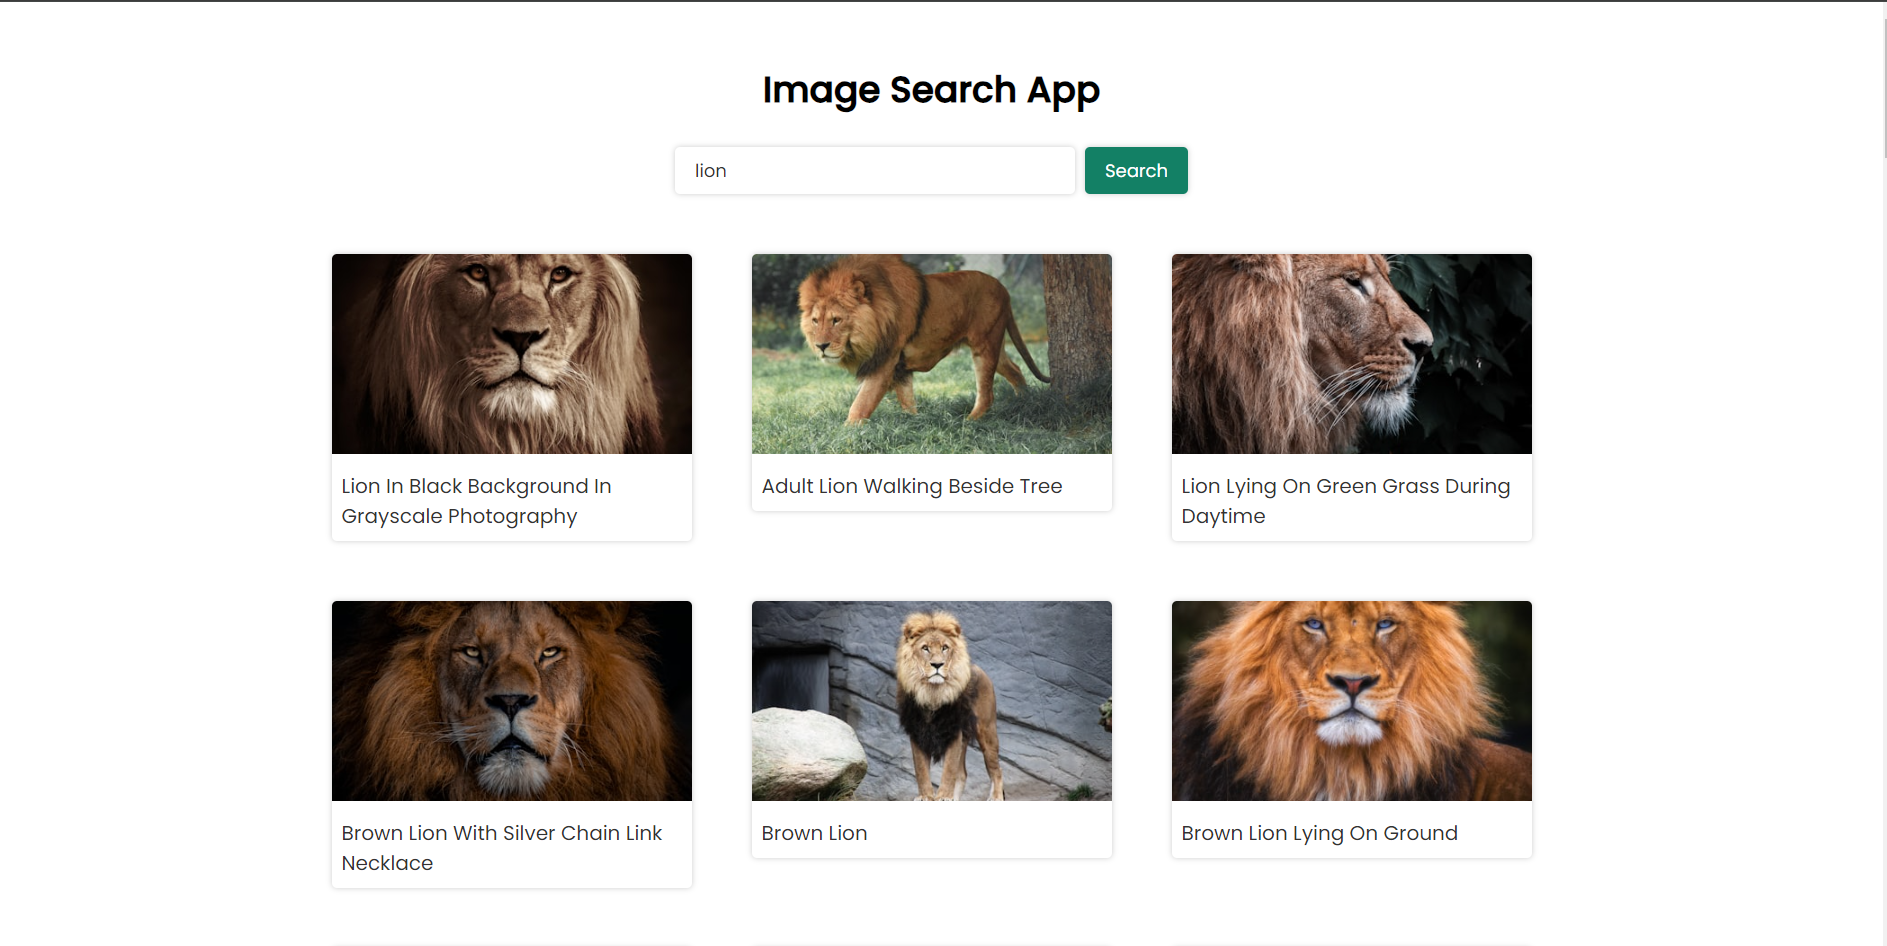 Image Search App
lion
Search
Lion In Black Background In
Grayscale Photography
Adult Lion Walking Beside Tree
Lion Lying On Green Grass During
Daytime
Brown Lion With Silver Chain Link
Necklace
Brown Lion
Brown Lion Lying On Ground